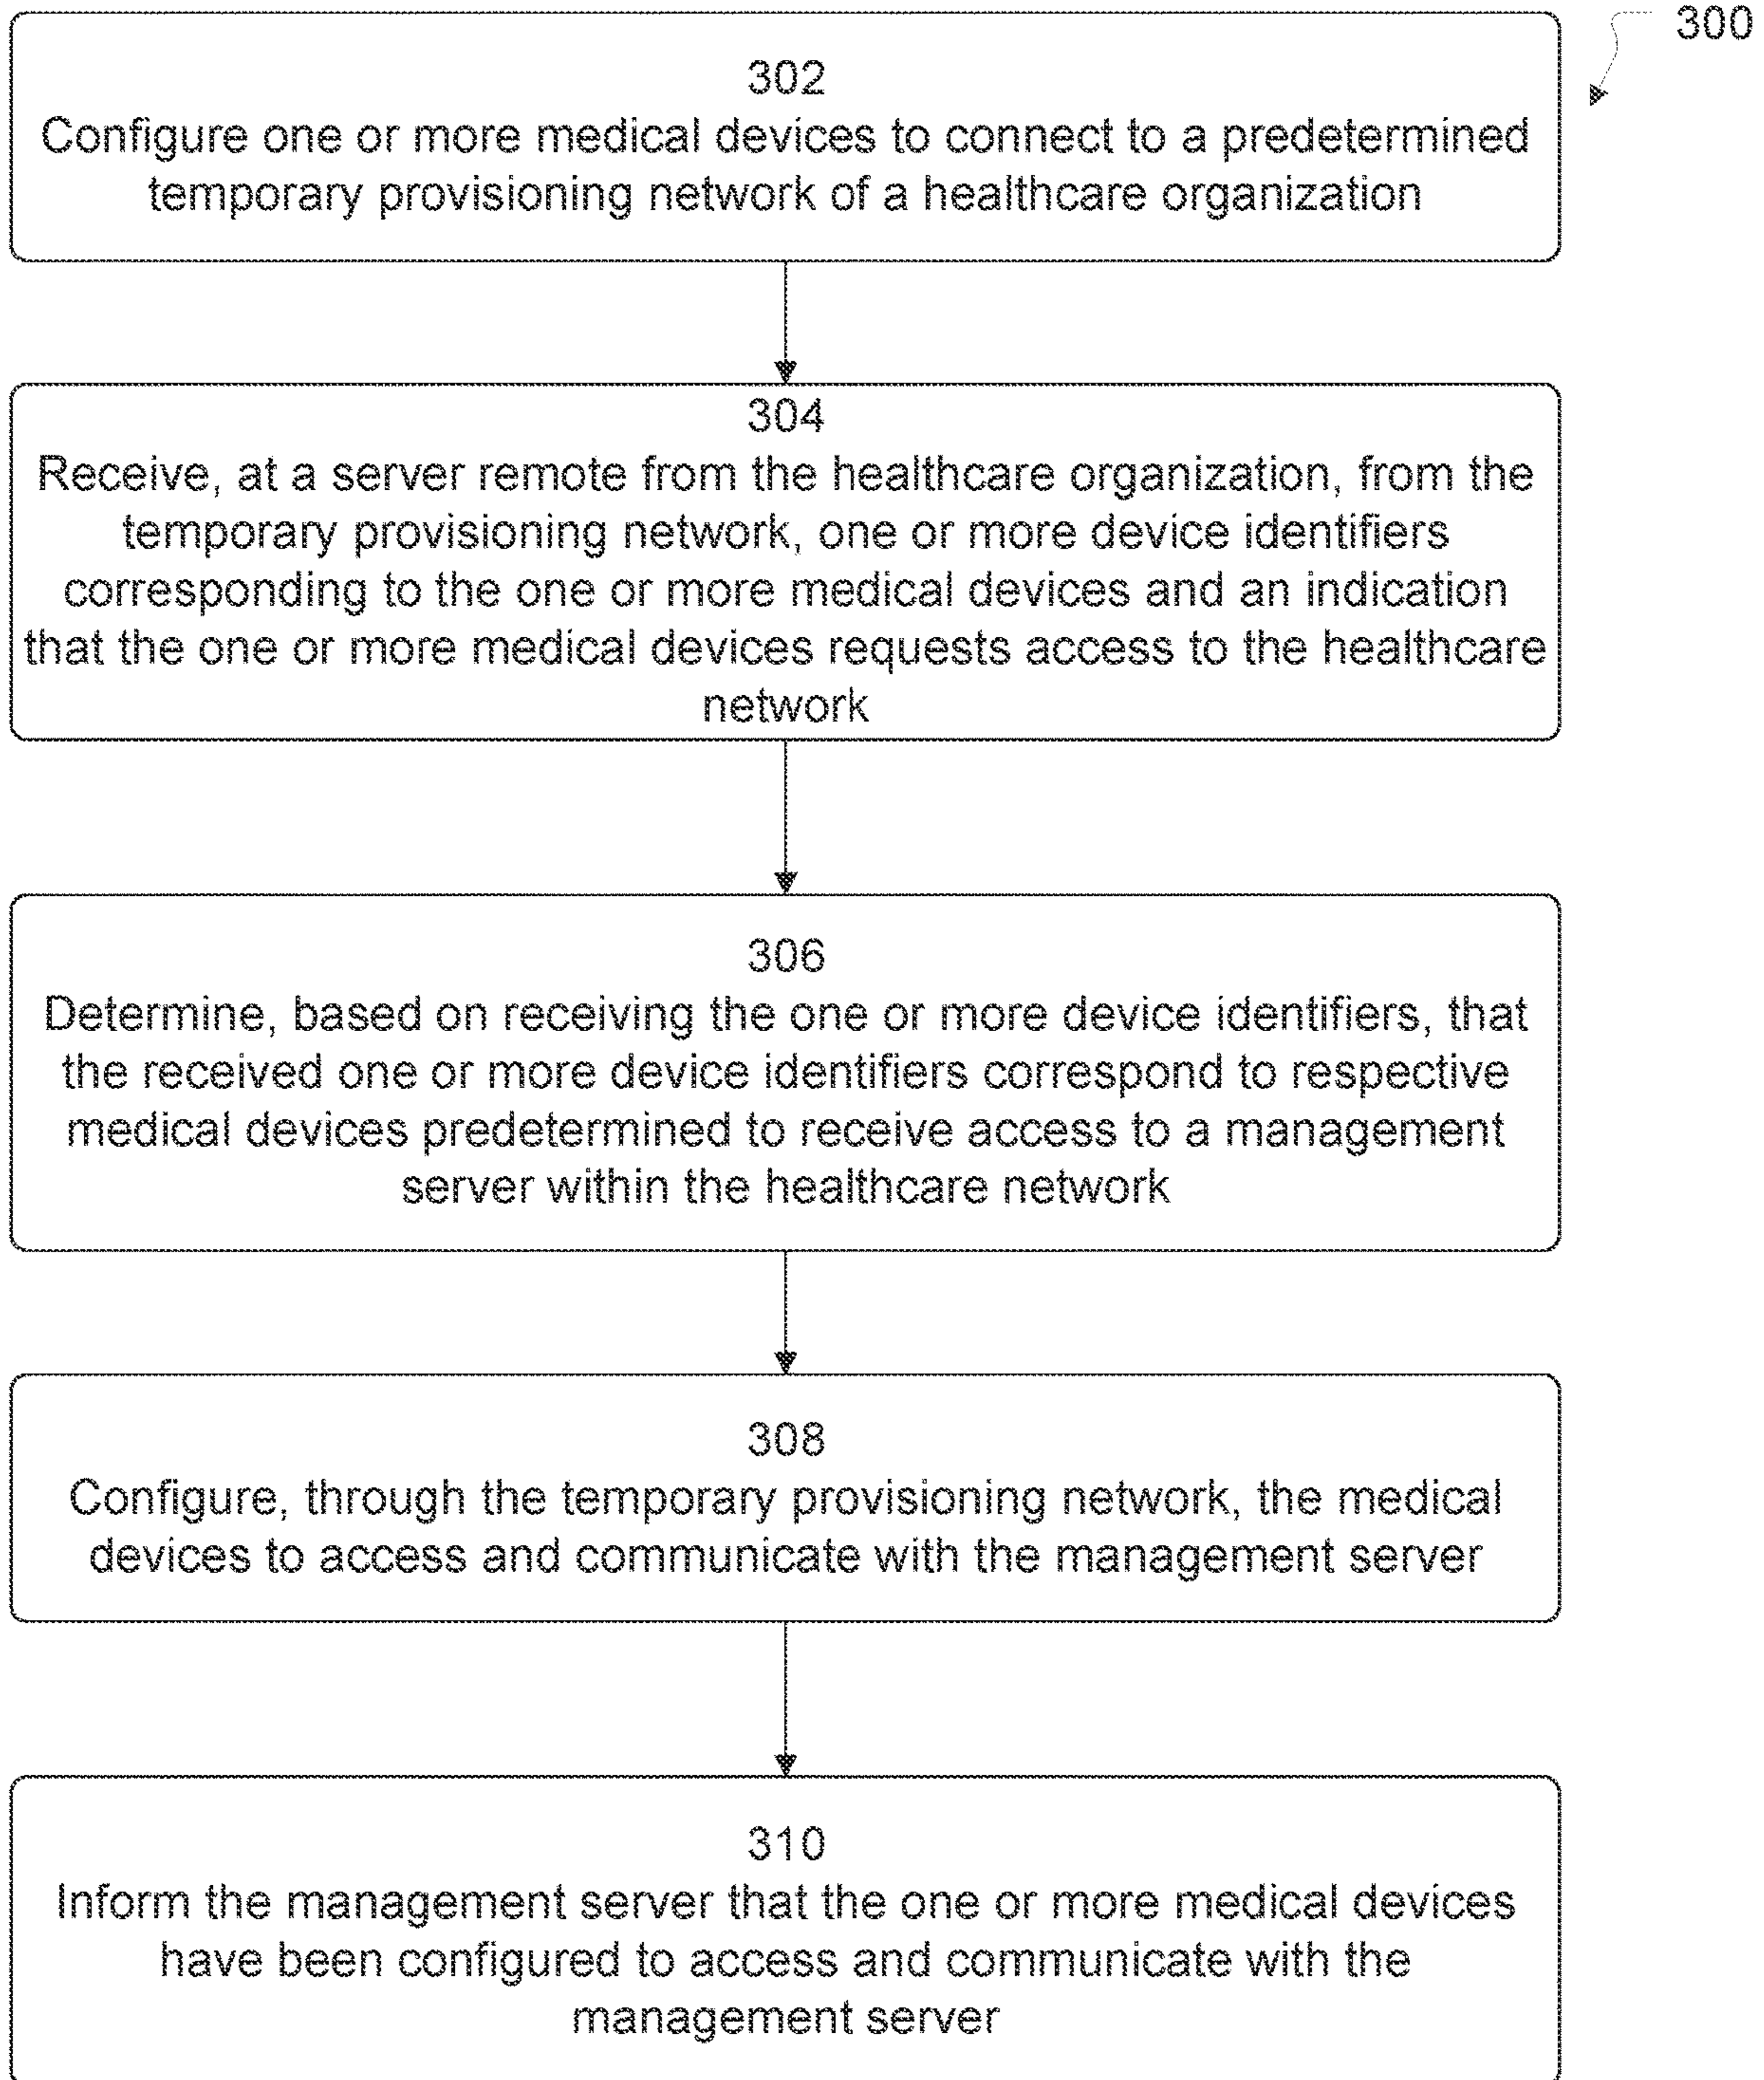 300
302
Configure one or more medical devices to connect to a predetermined
temporary provisioning network of a healthcare organization
304
Receive, at a server remote from the healthcare organization, from the
temporary provisioning network, one or more device identifiers
corresponding to the one or more medical devices and an indication
that the one or more medical devices requests access to the healthcare
network
306
Determine, based on receiving the one or more device identifiers, that
the received one or more device identifiers correspond to respective
medical devices predetermined to receive access to a management
server within the healthcare network
308
Configure, through the temporary provisioning network, the medical
devices to access and communicate with the management server
310
Inform the management server that the one or more medical devices
have been configured to access and communicate with the
management server